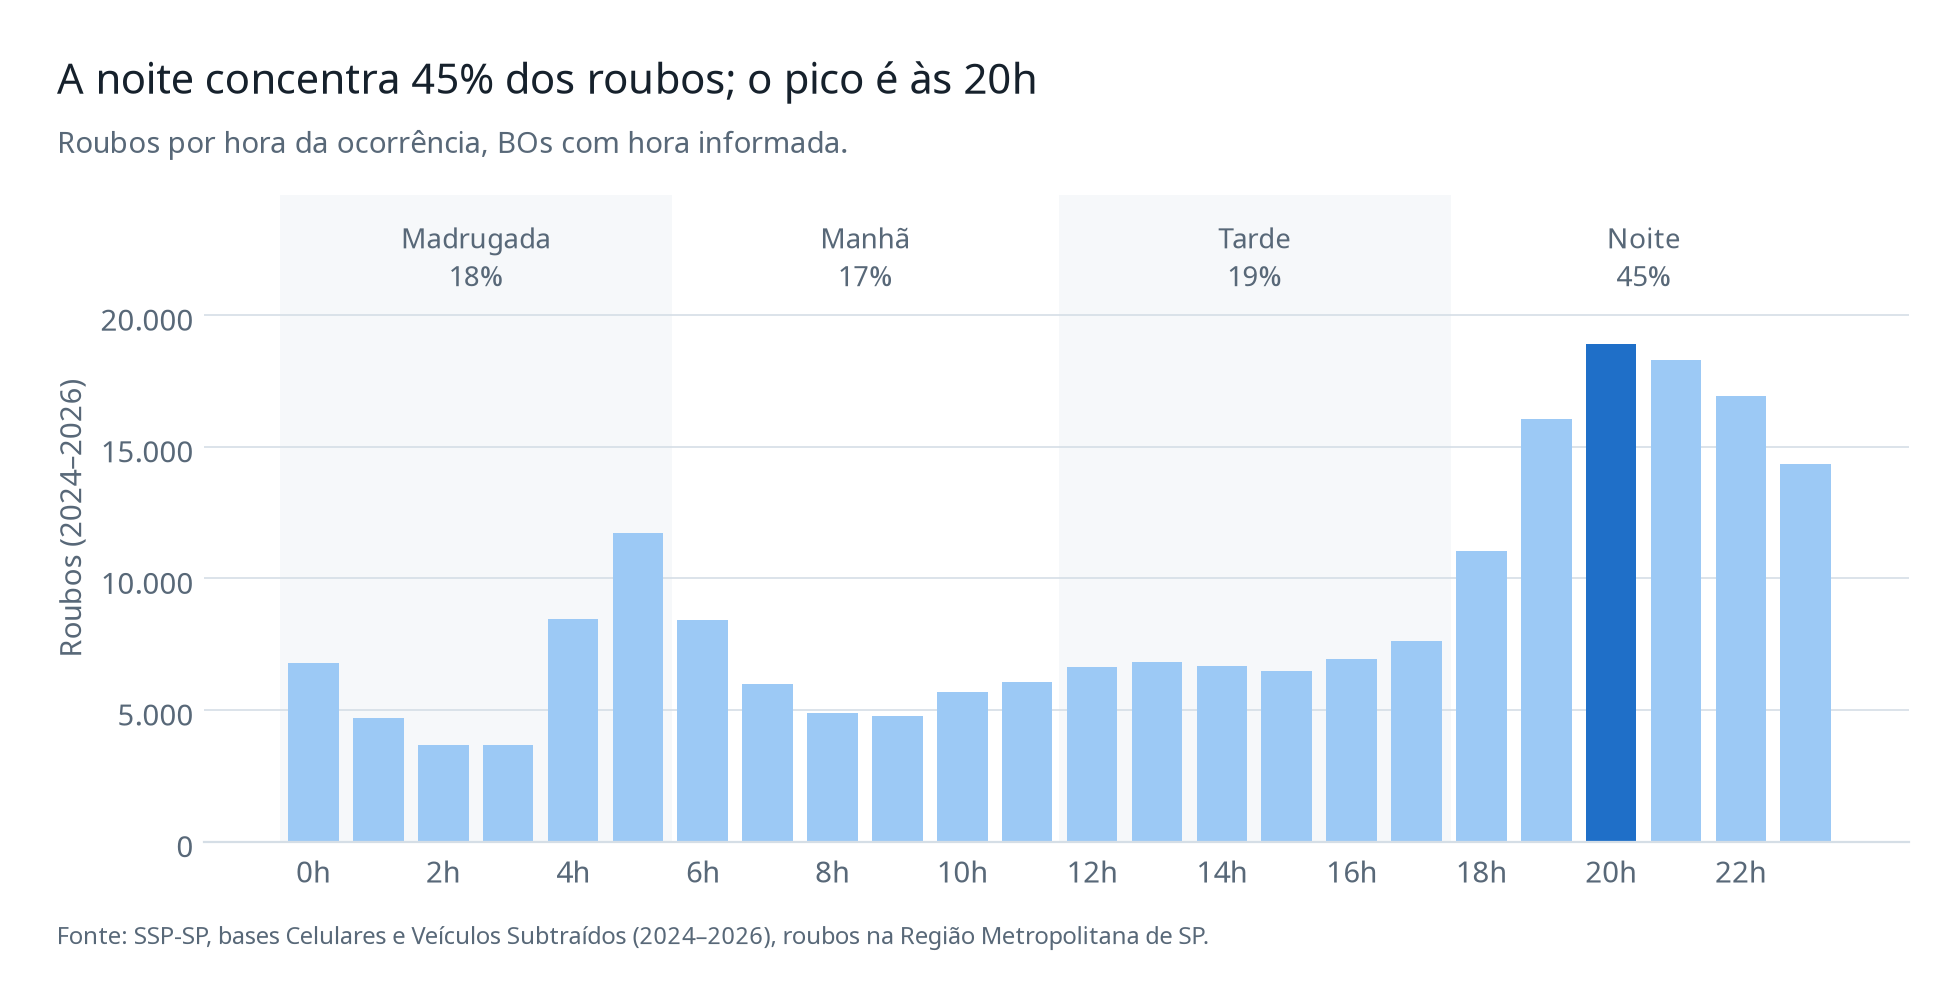 A noite concentra 45% dos roubos; o pico é às 20h
Roubos por hora da ocorrência, BOs com hora informada.
Madrugada
18%
Manhã
17%
Tarde
19%
Noite
45%
Roubos (2024–2026)
20.000
15.000
10.000
5.000
0
0h 2h 4h 6h 8h 10h 12h 14h 16h 18h 20h 22h
Fonte: SSP-SP, bases Celulares e Veículos Subtraídos (2024–2026), roubos na Região Metropolitana de SP.